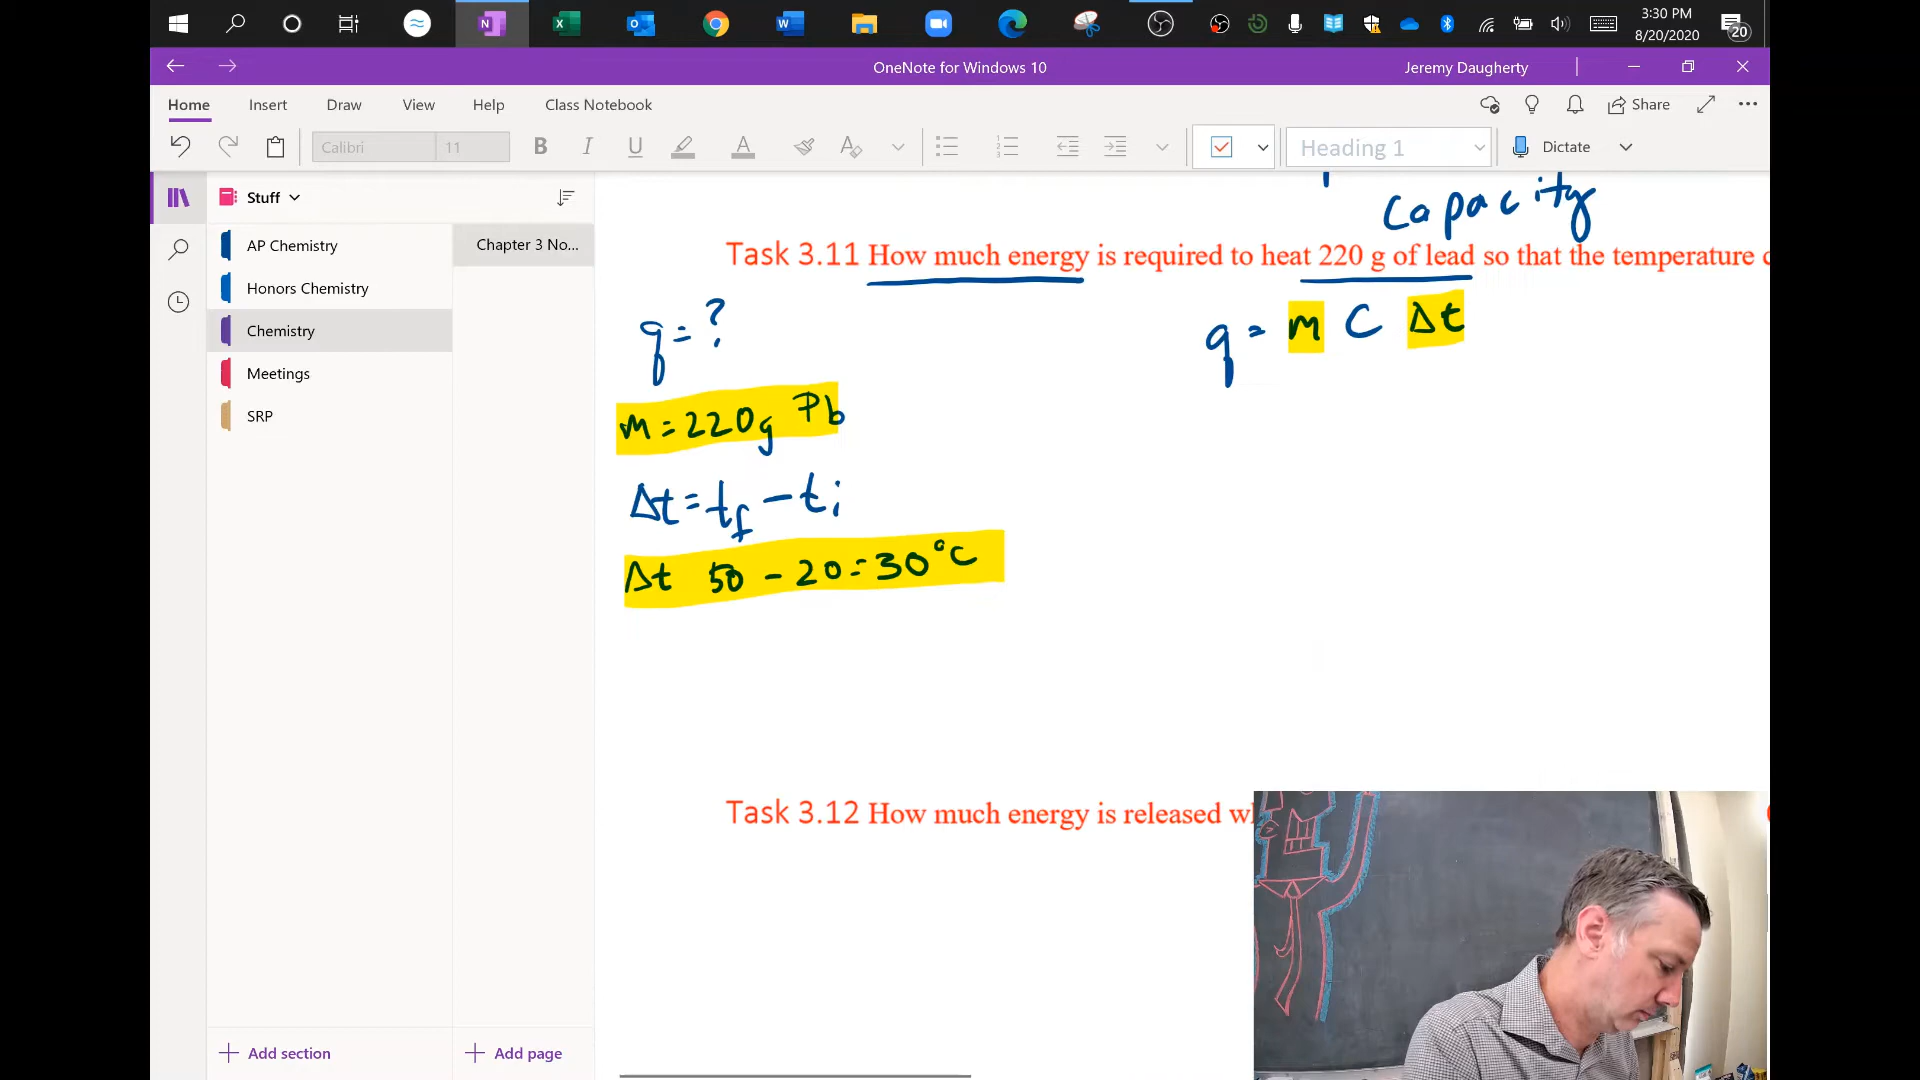 3:30 PM
8/20/2020
20
OneNote for Windows 10
Jeremy Daugherty
Home Insert Draw View Help Class Notebook
Share
Calibri 11 B I U A Heading 1 Dictate
Stuff
AP Chemistry
Honors Chemistry
Chemistry
Meetings
SRP
Chapter 3 No...
Add section
Add page
Capacity
Task 3.11 How much energy is required to heat 220 g of lead so that the temperature
q = ?
q = m C Δt
m = 220g Pb
Δt = tf - ti
Δt 50 - 20 = 30°C
Task 3.12 How much energy is released